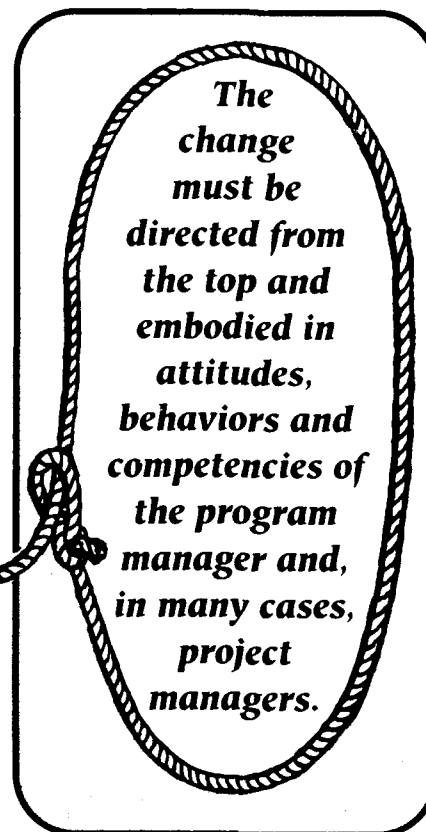 The
change
must be
directed from
the top and
embodied in
attitudes,
behaviors and
competencies of
the program
manager and,
in many cases,
project
managers.